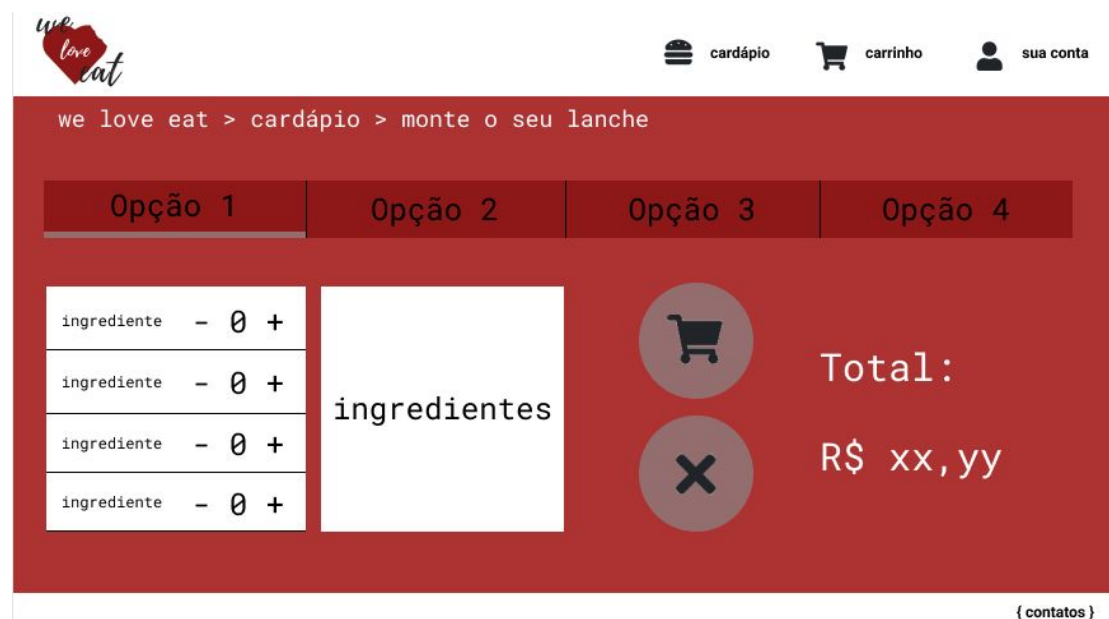 we
love
eat
cardápio
carrinho
sua conta
we love eat > cardápio > monte o seu lanche
Opção 1
Opção 2
Opção 3
Opção 4
ingrediente - 0 +
ingrediente - 0 +
ingrediente - 0 +
ingrediente - 0 +
ingredientes
Total:
R$ xx,yy
{ contatos }